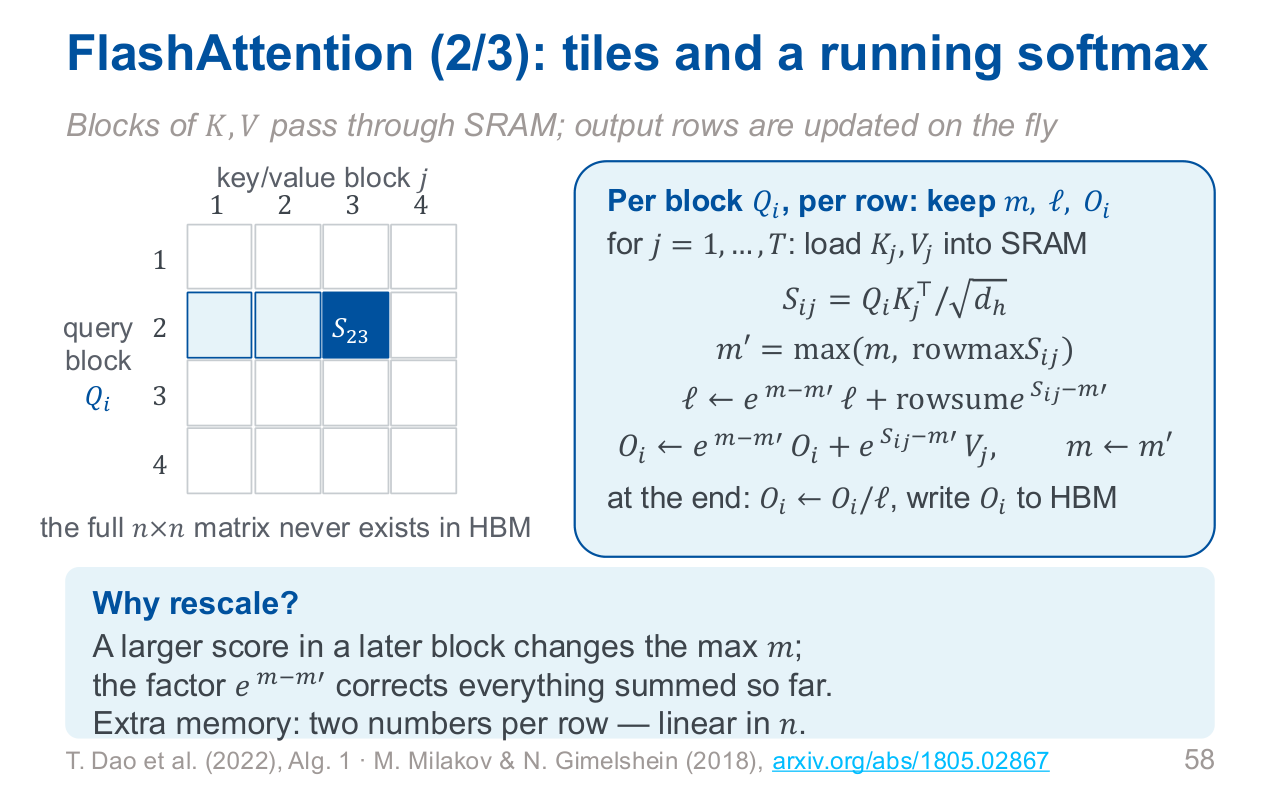 FlashAttention (2/3): tiles and a running softmax
Blocks of K, V pass through SRAM; output rows are updated on the fly
key/value block j
1 2 3 4
1
query block Qᵢ
2 S₂₃
3
4
the full n×n matrix never exists in HBM
Per block Qᵢ, per row: keep m, ℓ, Oᵢ
for j = 1, … , T: load Kⱼ, Vⱼ into SRAM
Sᵢⱼ = QᵢKⱼ^⊤/√d_h
m′ = max(m, rowmaxSᵢⱼ)
ℓ ← e^{m−m′} ℓ + rowsume^{Sᵢⱼ−m′}
Oᵢ ← e^{m−m′} Oᵢ + e^{Sᵢⱼ−m′} Vⱼ, m ← m′
at the end: Oᵢ ← Oᵢ/ℓ, write Oᵢ to HBM
Why rescale?
A larger score in a later block changes the max m;
the factor e^{m−m′} corrects everything summed so far.
Extra memory: two numbers per row — linear in n.
T. Dao et al. (2022), Alg. 1 · M. Milakov & N. Gimelshein (2018), arxiv.org/abs/1805.02867
58